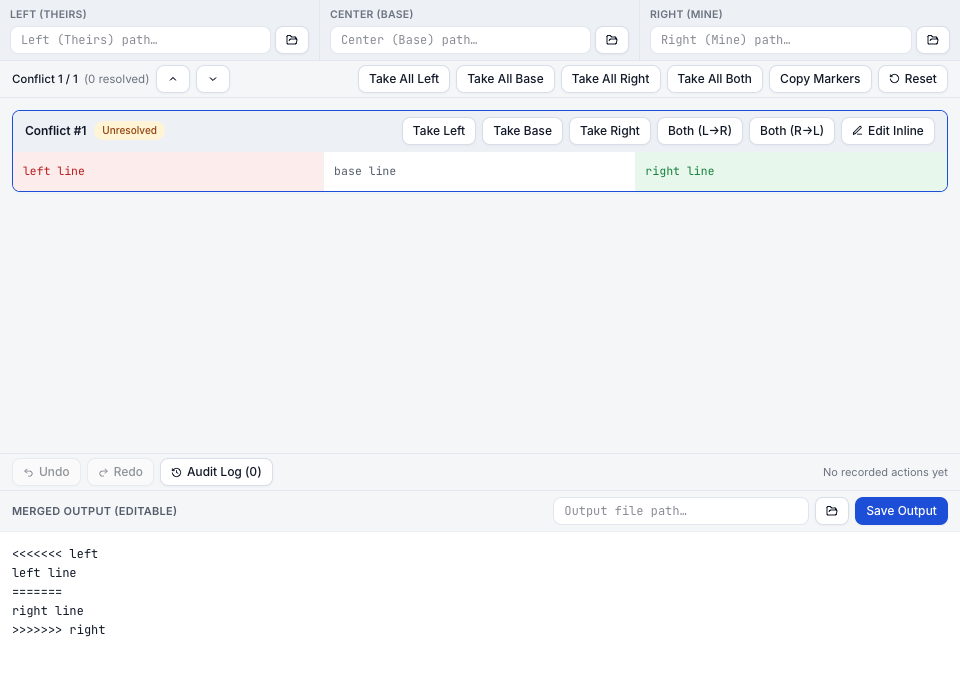 LEFT (THEIRS)
CENTER (BASE)
RIGHT (MINE)
Left (Theirs) path…
Center (Base) path…
Right (Mine) path…
Conflict 1 / 1 (0 resolved)
Take All Left
Take All Base
Take All Right
Take All Both
Copy Markers
Reset
Conflict #1
Unresolved
Take Left
Take Base
Take Right
Both (L→R)
Both (R→L)
Edit Inline
left line
base line
right line
Undo
Redo
Audit Log (0)
No recorded actions yet
MERGED OUTPUT (EDITABLE)
Output file path…
Save Output
<<<<<<< left
left line
=======
right line
>>>>>>> right